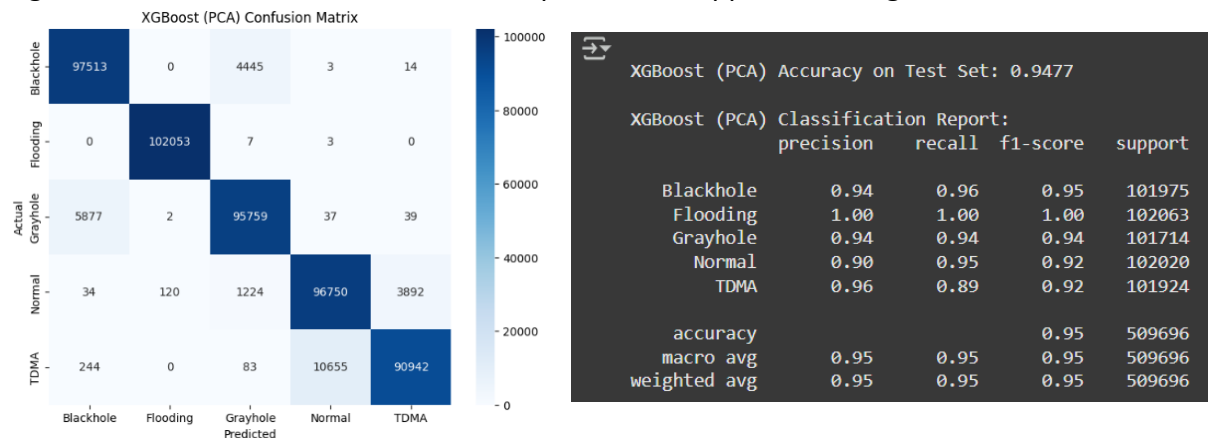 XGBoost (PCA) Confusion Matrix
Blackhole
97513 0 4445 3 14
Flooding
0 102053 7 3 0
Actual
Grayhole
5877 2 95759 37 39
Normal
34 120 1224 96750 3892
TDMA
244 0 83 10655 90942
Blackhole Flooding Grayhole Normal TDMA
Predicted
100000
80000
60000
40000
20000
0
XGBoost (PCA) Accuracy on Test Set: 0.9477
XGBoost (PCA) Classification Report:
precision recall f1-score support
Blackhole 0.94 0.96 0.95 101975
Flooding 1.00 1.00 1.00 102063
Grayhole 0.94 0.94 0.94 101714
Normal 0.90 0.95 0.92 102020
TDMA 0.96 0.89 0.92 101924
accuracy 0.95 509696
macro avg 0.95 0.95 0.95 509696
weighted avg 0.95 0.95 0.95 509696